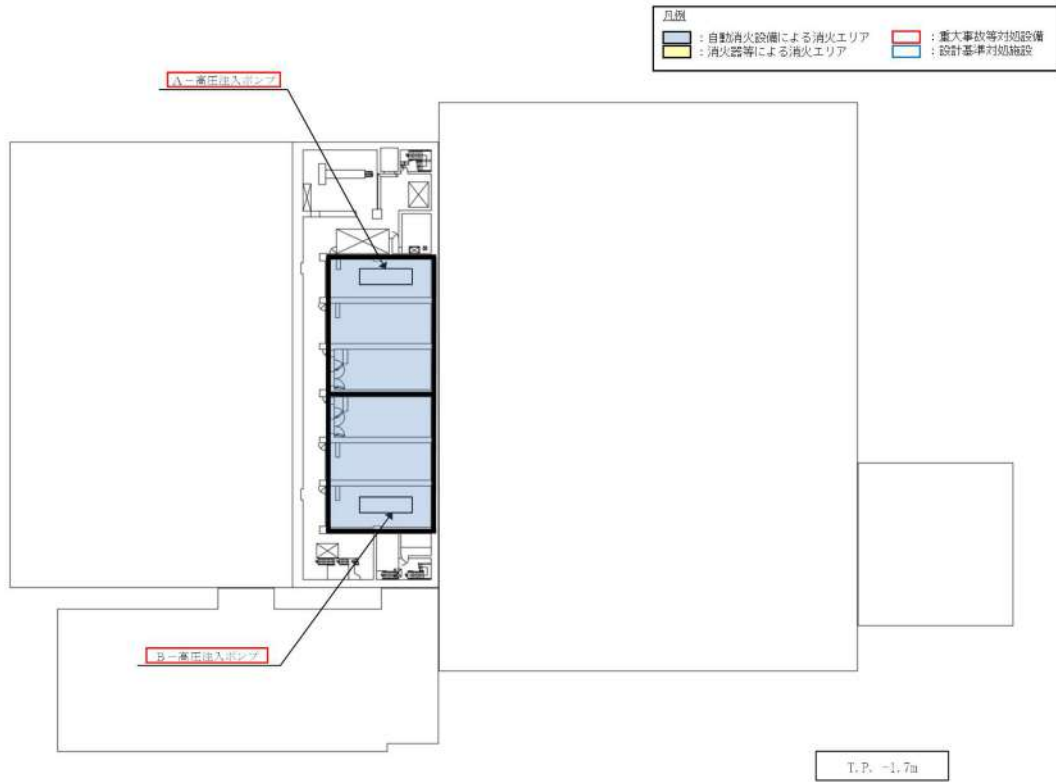 凡例
：自動消火設備による消火エリア
：重大事故等対処設備
：消火器等による消火エリア
：設計基準対処施設
A－高圧注入ポンプ
B－高圧注入ポンプ
T.P. -1.7m